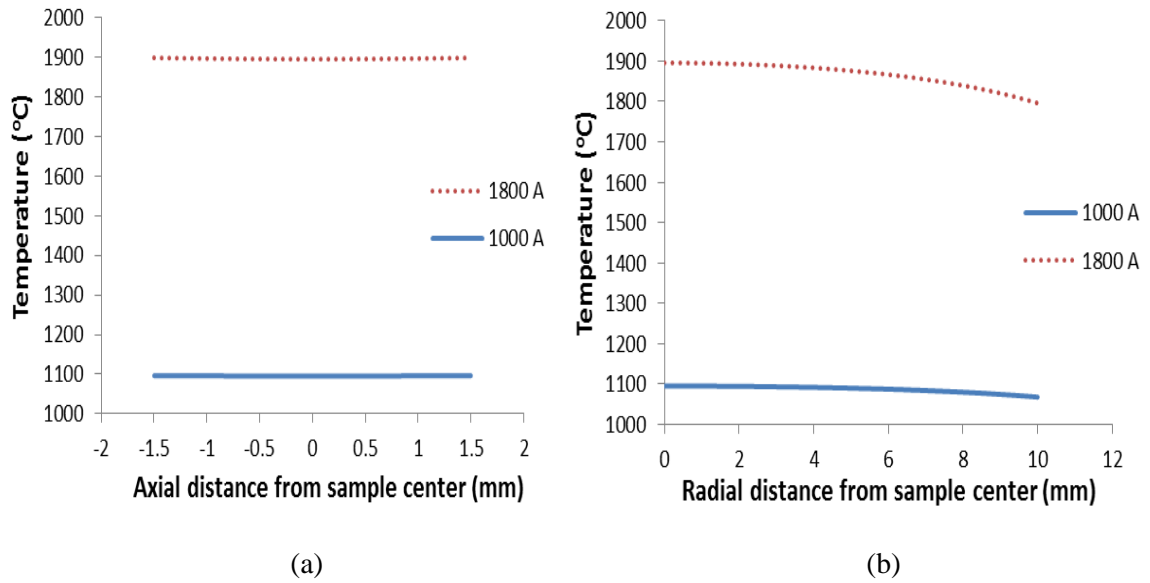 2000
1900
1800
1700
1600
1500
1400
1300
1200
1100
1000
Temperature (°C)
-2 -1.5 -1 -0.5 0 0.5 1 1.5 2
Axial distance from sample center (mm)
1800 A
1000 A
(a)
2000
1900
1800
1700
1600
1500
1400
1300
1200
1100
1000
Temperature (°C)
0 2 4 6 8 10 12
Radial distance from sample center (mm)
1000 A
1800 A
(b)